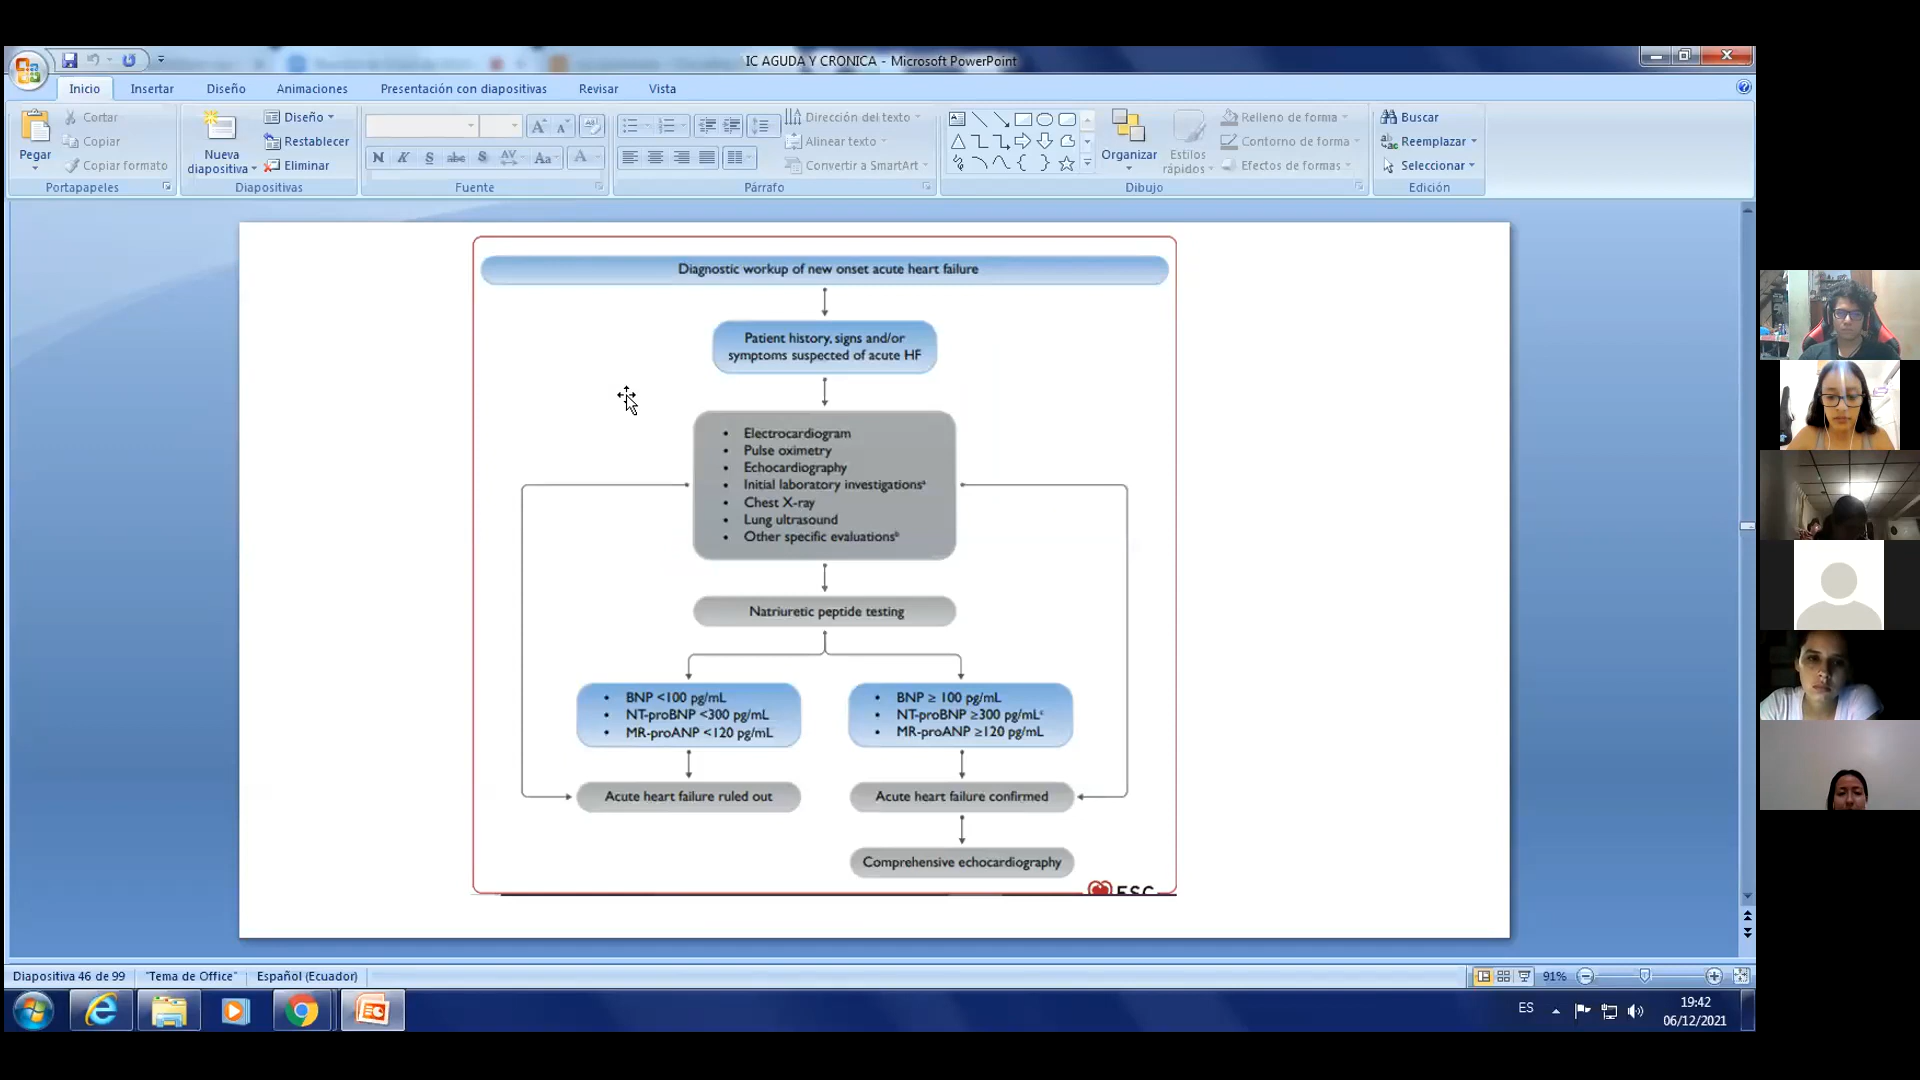 IC AGUDA Y CRONICA - Microsoft PowerPoint
Inicio Insertar Diseño Animaciones Presentación con diapositivas Revisar Vista
Pegar
Cortar
Copiar
Copiar formato
Portapapeles
Nueva
diapositiva
Diseño
Restablecer
Eliminar
Diapositivas
N K S abc S AV Aa A
Fuente
Dirección del texto
Alinear texto
Convertir a SmartArt
Párrafo
Organizar
Estilos
rápidos
Relleno de forma
Contorno de forma
Efectos de formas
Dibujo
Buscar
Reemplazar
Seleccionar
Edición
Diagnostic workup of new onset acute heart failure
Patient history, signs and/or
symptoms suspected of acute HF
• Electrocardiogram
• Pulse oximetry
• Echocardiography
• Initial laboratory investigationsᵃ
• Chest X-ray
• Lung ultrasound
• Other specific evaluationsᵇ
Natriuretic peptide testing
• BNP <100 pg/mL
• NT-proBNP <300 pg/mL
• MR-proANP <120 pg/mL
• BNP ≥ 100 pg/mL
• NT-proBNP ≥300 pg/mLᶜ
• MR-proANP ≥120 pg/mL
Acute heart failure ruled out
Acute heart failure confirmed
Comprehensive echocardiography
ESC
Diapositiva 46 de 99 "Tema de Office" Español (Ecuador) 91%
ES 19:42
06/12/2021